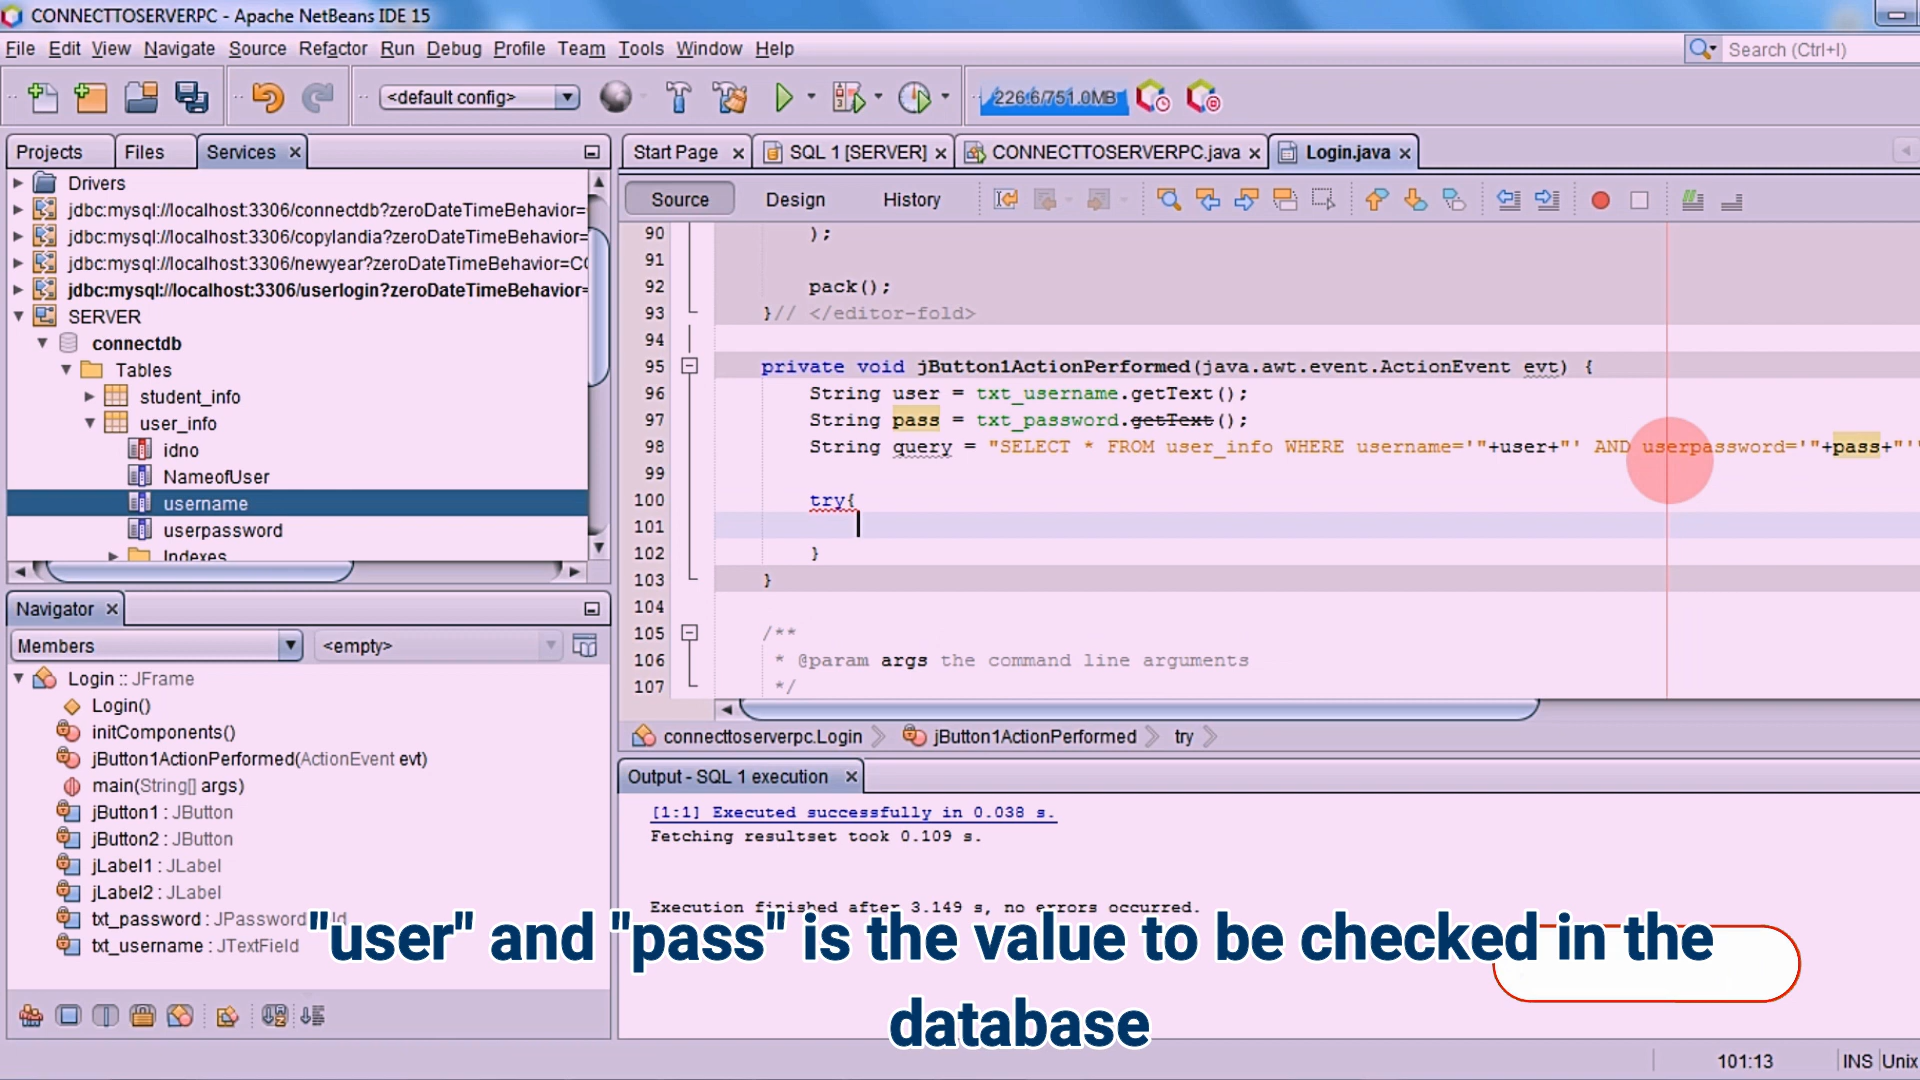 CONNECTTOSERVERPC - Apache NetBeans IDE 15
File Edit View Navigate Source Refactor Run Debug Profile Team Tools Window Help
Search (Ctrl+I)
<default config>
226.6/751.0MB
Projects Files Services
Start Page SQL 1 [SERVER] CONNECTTOSERVERPC.java Login.java
Source Design History
Drivers
jdbc:mysql://localhost:3306/connectdb?zeroDateTimeBehavior=
jdbc:mysql://localhost:3306/copylandia?zeroDateTimeBehavior=
jdbc:mysql://localhost:3306/newyear?zeroDateTimeBehavior=C
jdbc:mysql://localhost:3306/userlogin?zeroDateTimeBehavior=
SERVER
connectdb
Tables
student_info
user_info
idno
NameofUser
username
userpassword
Indexes
90 );
91
92 pack();
93 }// </editor-fold>
94
95 private void jButton1ActionPerformed(java.awt.event.ActionEvent evt) {
96 String user = txt_username.getText();
97 String pass = txt_password.getText();
98 String query = "SELECT * FROM user_info WHERE username='"+user+"' AND userpassword='"+pass+"'"
99
100 try{
101
102 }
103 }
104
105 /**
106 * @param args the command line arguments
107 */
Navigator
Members <empty>
Login :: JFrame
Login()
initComponents()
jButton1ActionPerformed(ActionEvent evt)
main(String[] args)
jButton1 : JButton
jButton2 : JButton
jLabel1 : JLabel
jLabel2 : JLabel
txt_password : JPassword
txt_username : JTextField
connecttoserverpc.Login jButton1ActionPerformed try
Output - SQL 1 execution
[1:1] Executed successfully in 0.038 s.
Fetching resultset took 0.109 s.
Execution finished after 3.149 s, no errors occurred.
"user" and "pass" is the value to be checked in the
database
101:13 INS Unix